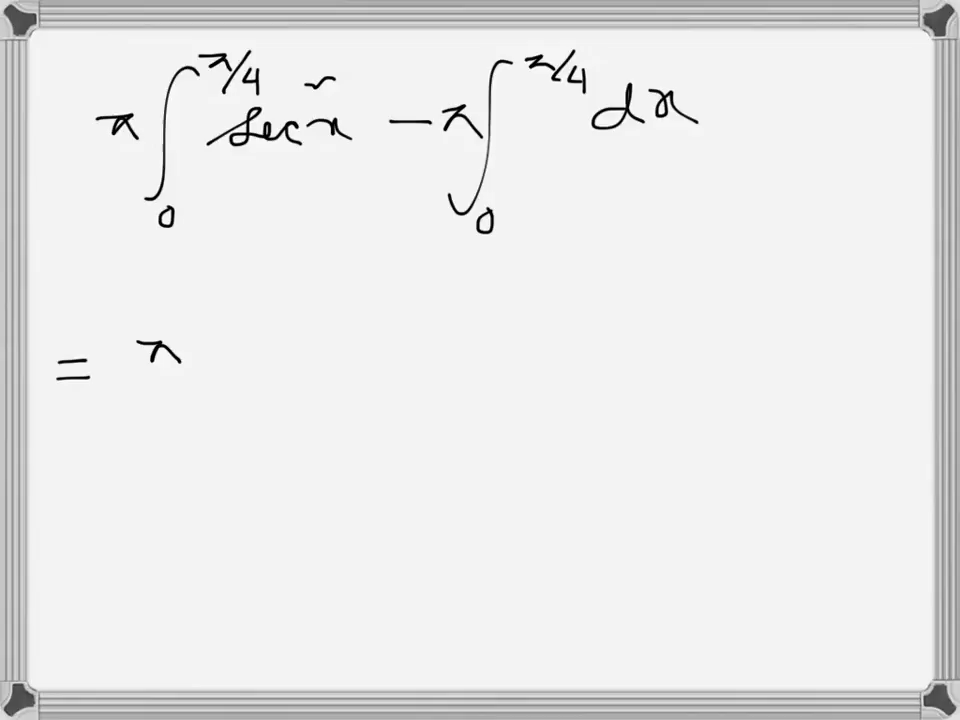 π ∫₀^{π/4} sec²x − π ∫₀^{π/4} dx
= π